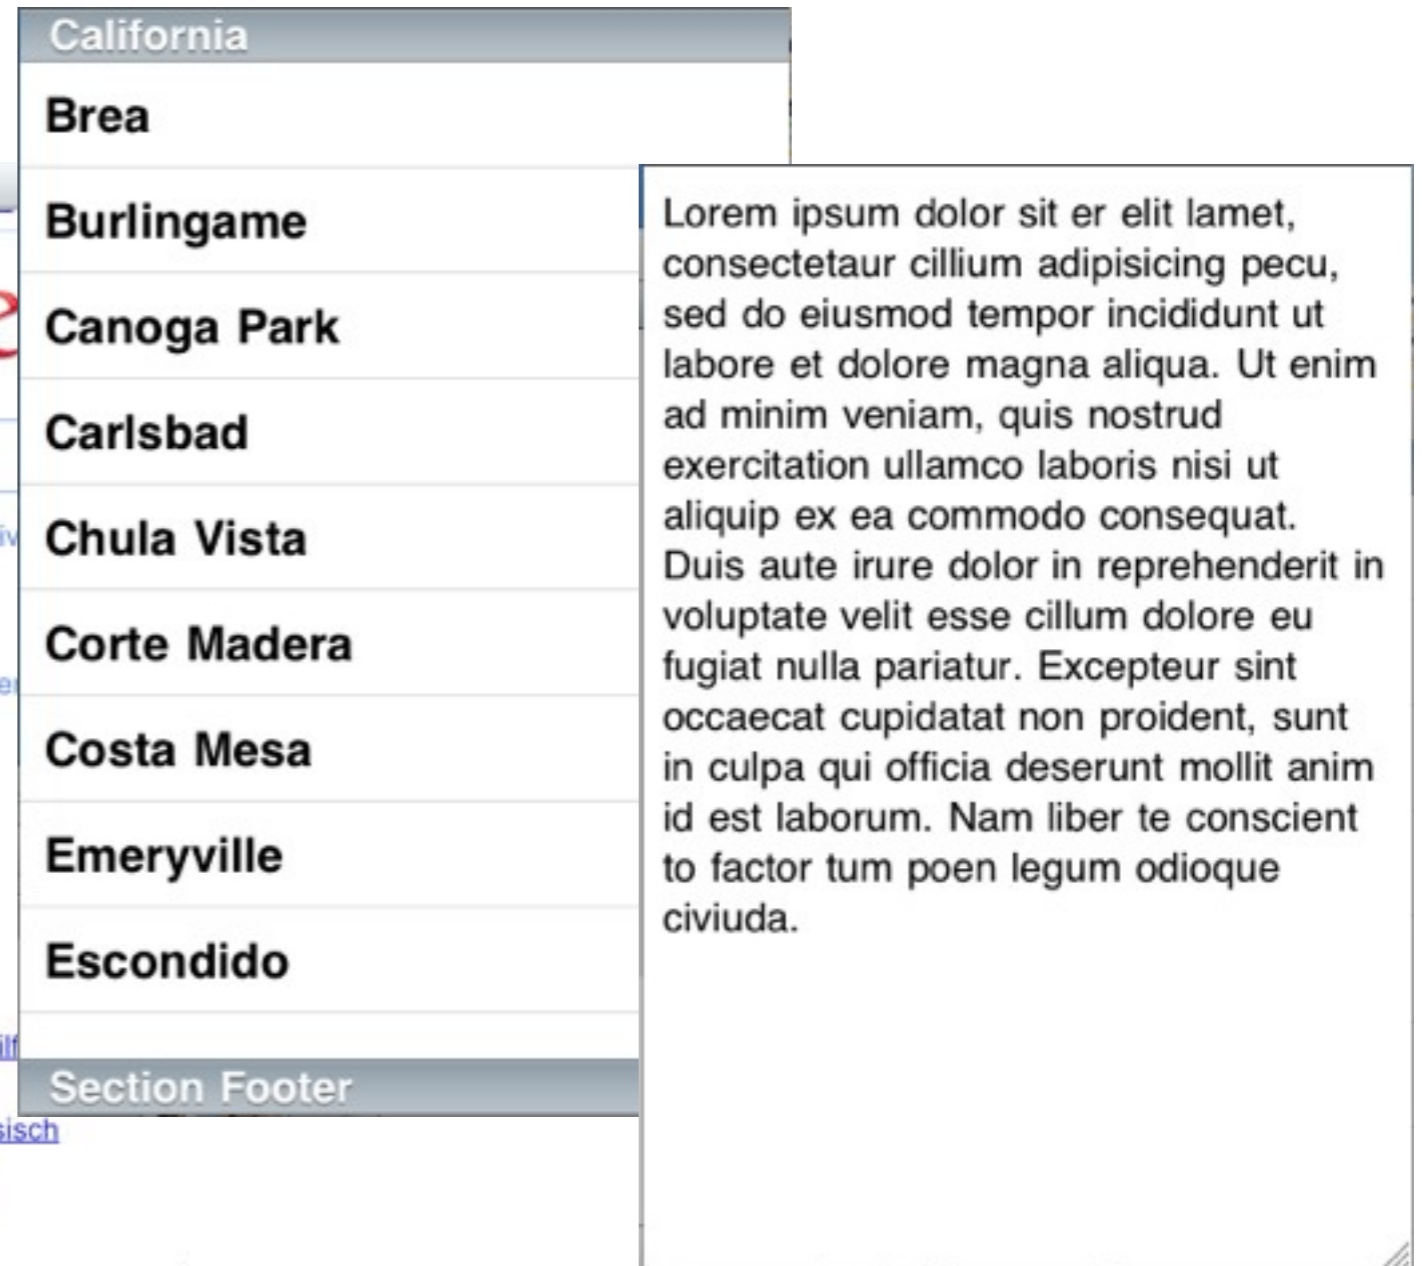 California
Brea
Burlingame
Canoga Park
Carlsbad
Chula Vista
Corte Madera
Costa Mesa
Emeryville
Escondido
Section Footer
Lorem ipsum dolor sit er elit lamet,
consectetaur cillium adipisicing pecu,
sed do eiusmod tempor incididunt ut
labore et dolore magna aliqua. Ut enim
ad minim veniam, quis nostrud
exercitation ullamco laboris nisi ut
aliquip ex ea commodo consequat.
Duis aute irure dolor in reprehenderit in
voluptate velit esse cillum dolore eu
fugiat nulla pariatur. Excepteur sint
occaecat cupidatat non proident, sunt
in culpa qui officia deserunt mollit anim
id est laborum. Nam liber te conscient
to factor tum poen legum odioque
civiuda.